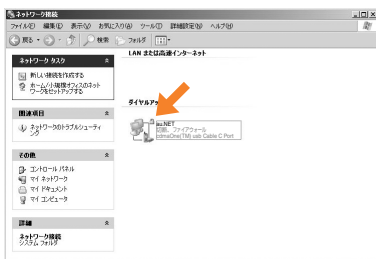 ネットワーク接続
ファイル(F) 編集(E) 表示(V) お気に入り(A) ツール(T) 詳細設定(N) ヘルプ(H)
戻る 検索 フォルダ
LAN または高速インターネット
ネットワーク タスク
新しい接続を作成する
ホーム/小規模オフィスのネット
ワークをセットアップする
ダイヤルアッ
au.NET
切断、ファイアウォール
cdmaOne(TM) usb Cable C Port
関連項目
ネットワークのトラブルシューティ
ング
その他
コントロール パネル
マイ ネットワーク
マイ ドキュメント
マイ コンピュータ
詳細
ネットワーク接続
システム フォルダ